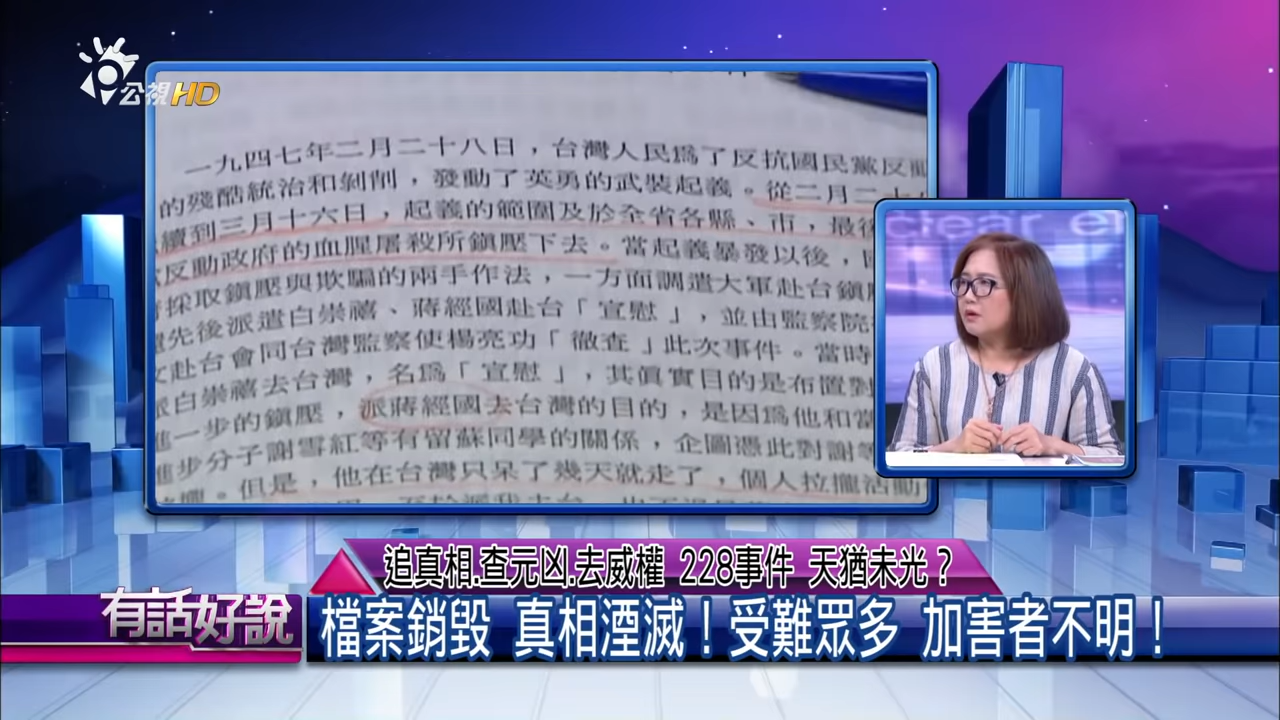 公視HD
一九四七年二月二十八日，台灣人民爲了反抗國民黨反動
的殘酷統治和剝削，發動了英勇的武裝起義。從二月二十
續到三月十六日，起義的範圍及於全省各縣、市，最後
反動政府的血腥屠殺所鎮壓下去。當起義暴發以後，
採取鎮壓與欺騙的兩手作法，一方面調遣大軍赴台鎮
先後派遣白崇禧、蔣經國赴台「宣慰」，並由監察院
赴台會同台灣監察使楊亮功「徹查」此次事件。當時
派白崇禧去台灣，名爲「宣慰」，其眞實目的是布置對
進一步的鎮壓，派蔣經國去台灣的目的，是因爲他和當
進步分子謝雪紅等有留蘇同學的關係，企圖憑此對謝等
但是，他在台灣只呆了幾天就走了，個人拉攏活動
clear e
追真相.查元凶.去威權 228事件 天猶未光？
有話好說
檔案銷毀 真相湮滅！受難眾多 加害者不明！